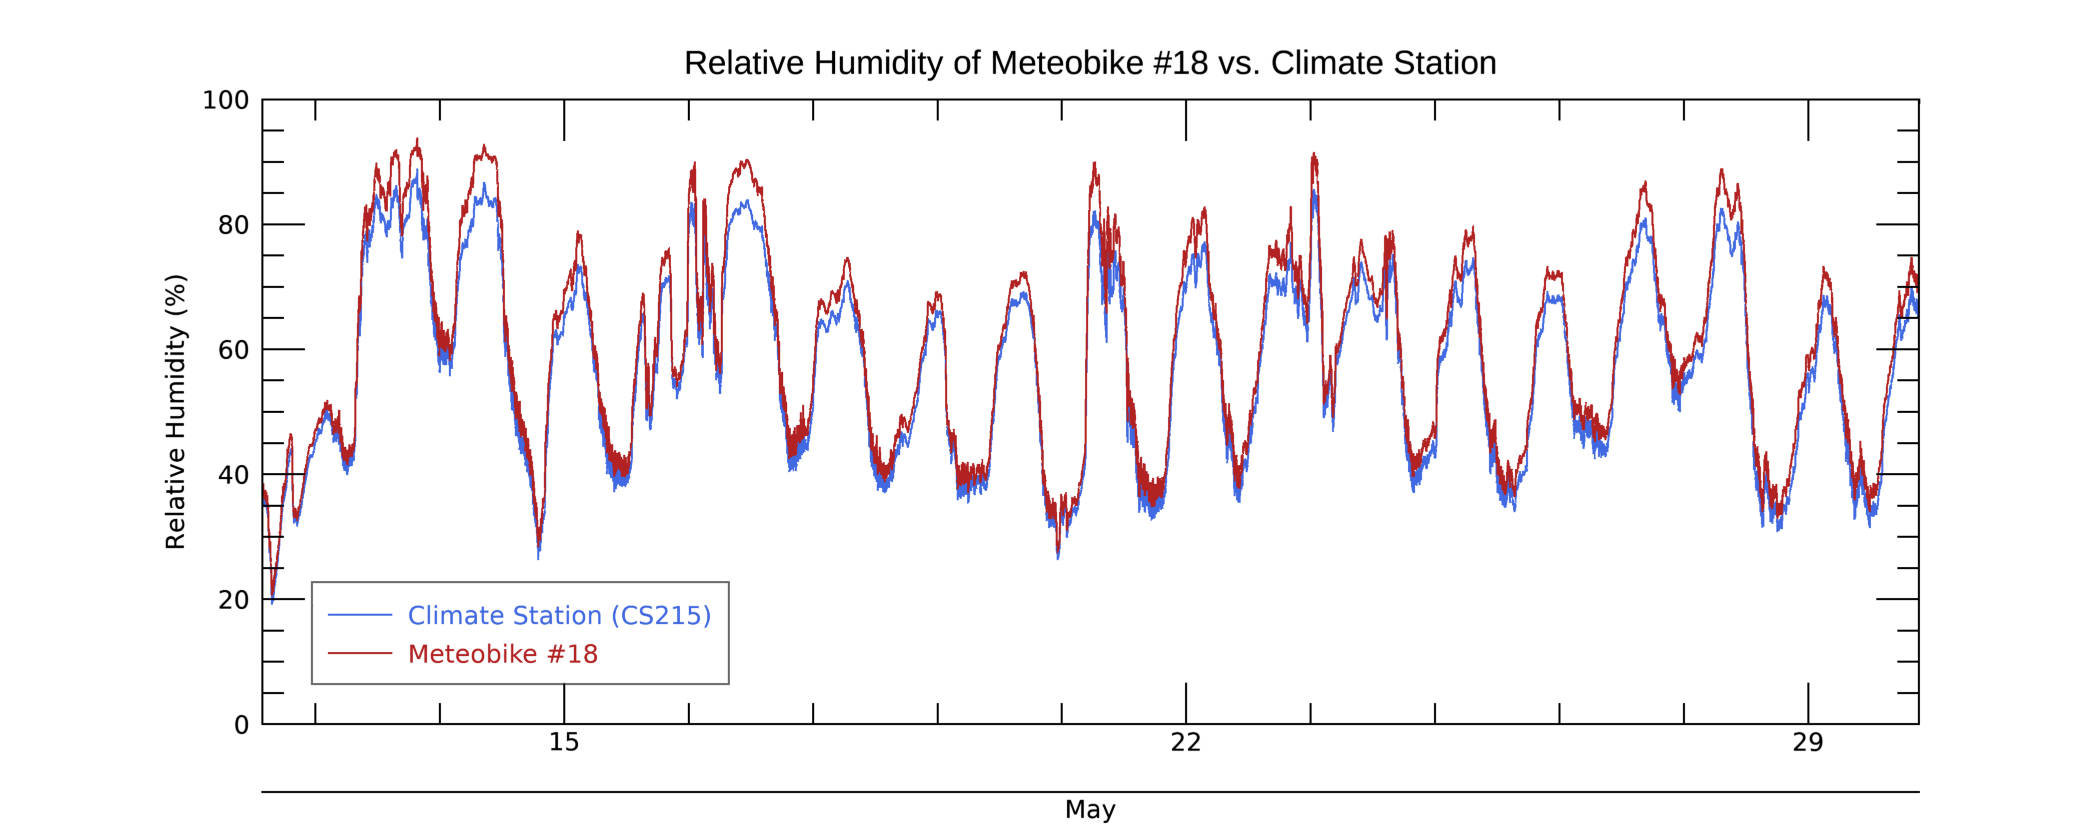 Relative Humidity of Meteobike #18 vs. Climate Station
Relative Humidity (%)
100
80
60
40
20
0
Climate Station (CS215)
Meteobike #18
15
22
29
May